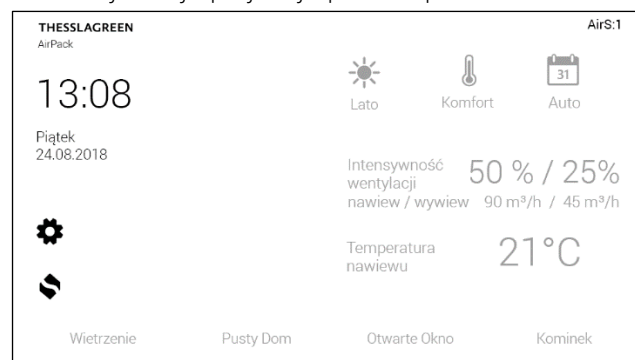 THESSLAGREEN
AirPack
AirS:1
13:08
Piątek
24.08.2018
31
Lato
Komfort
Auto
Intensywność
wentylacji
nawiew / wywiew
50 % / 25%
90 m³/h / 45 m³/h
Temperatura
nawiewu
21°C
Wietrzenie
Pusty Dom
Otwarte Okno
Kominek